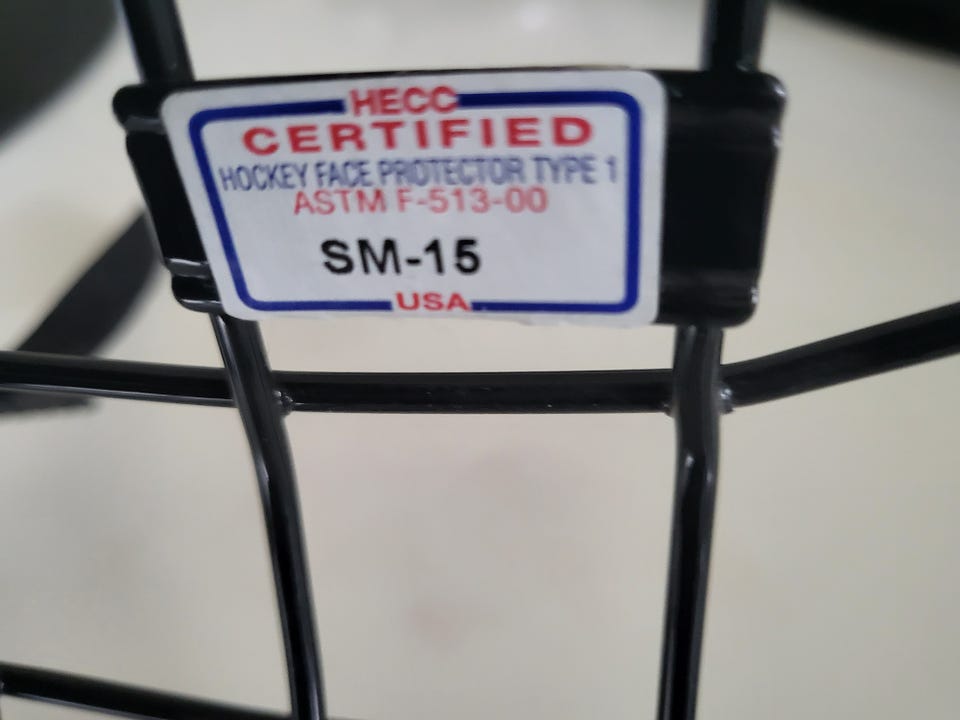 HECC
CERTIFIED
HOCKEY FACE PROTECTOR TYPE 1
ASTM F-513-00
SM-15
USA